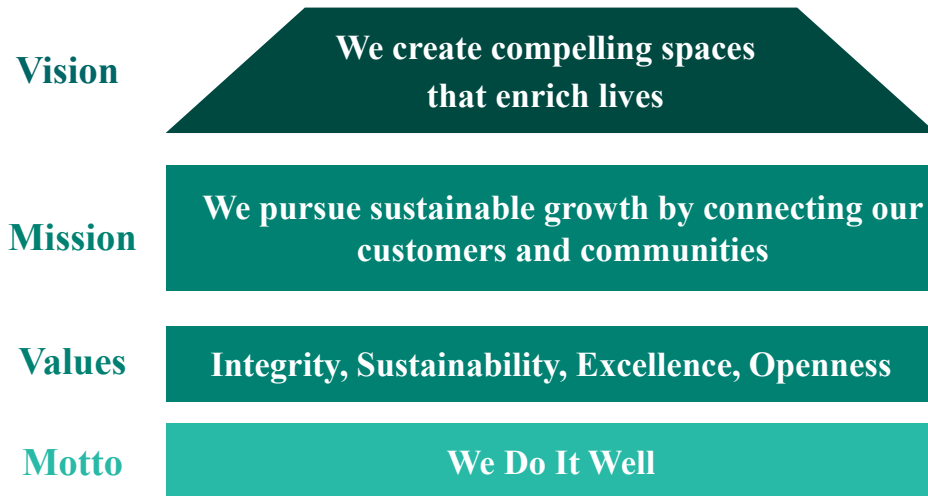 Vision
We create compelling spaces
that enrich lives
Mission
We pursue sustainable growth by connecting our
customers and communities
Values
Integrity, Sustainability, Excellence, Openness
Motto
We Do It Well